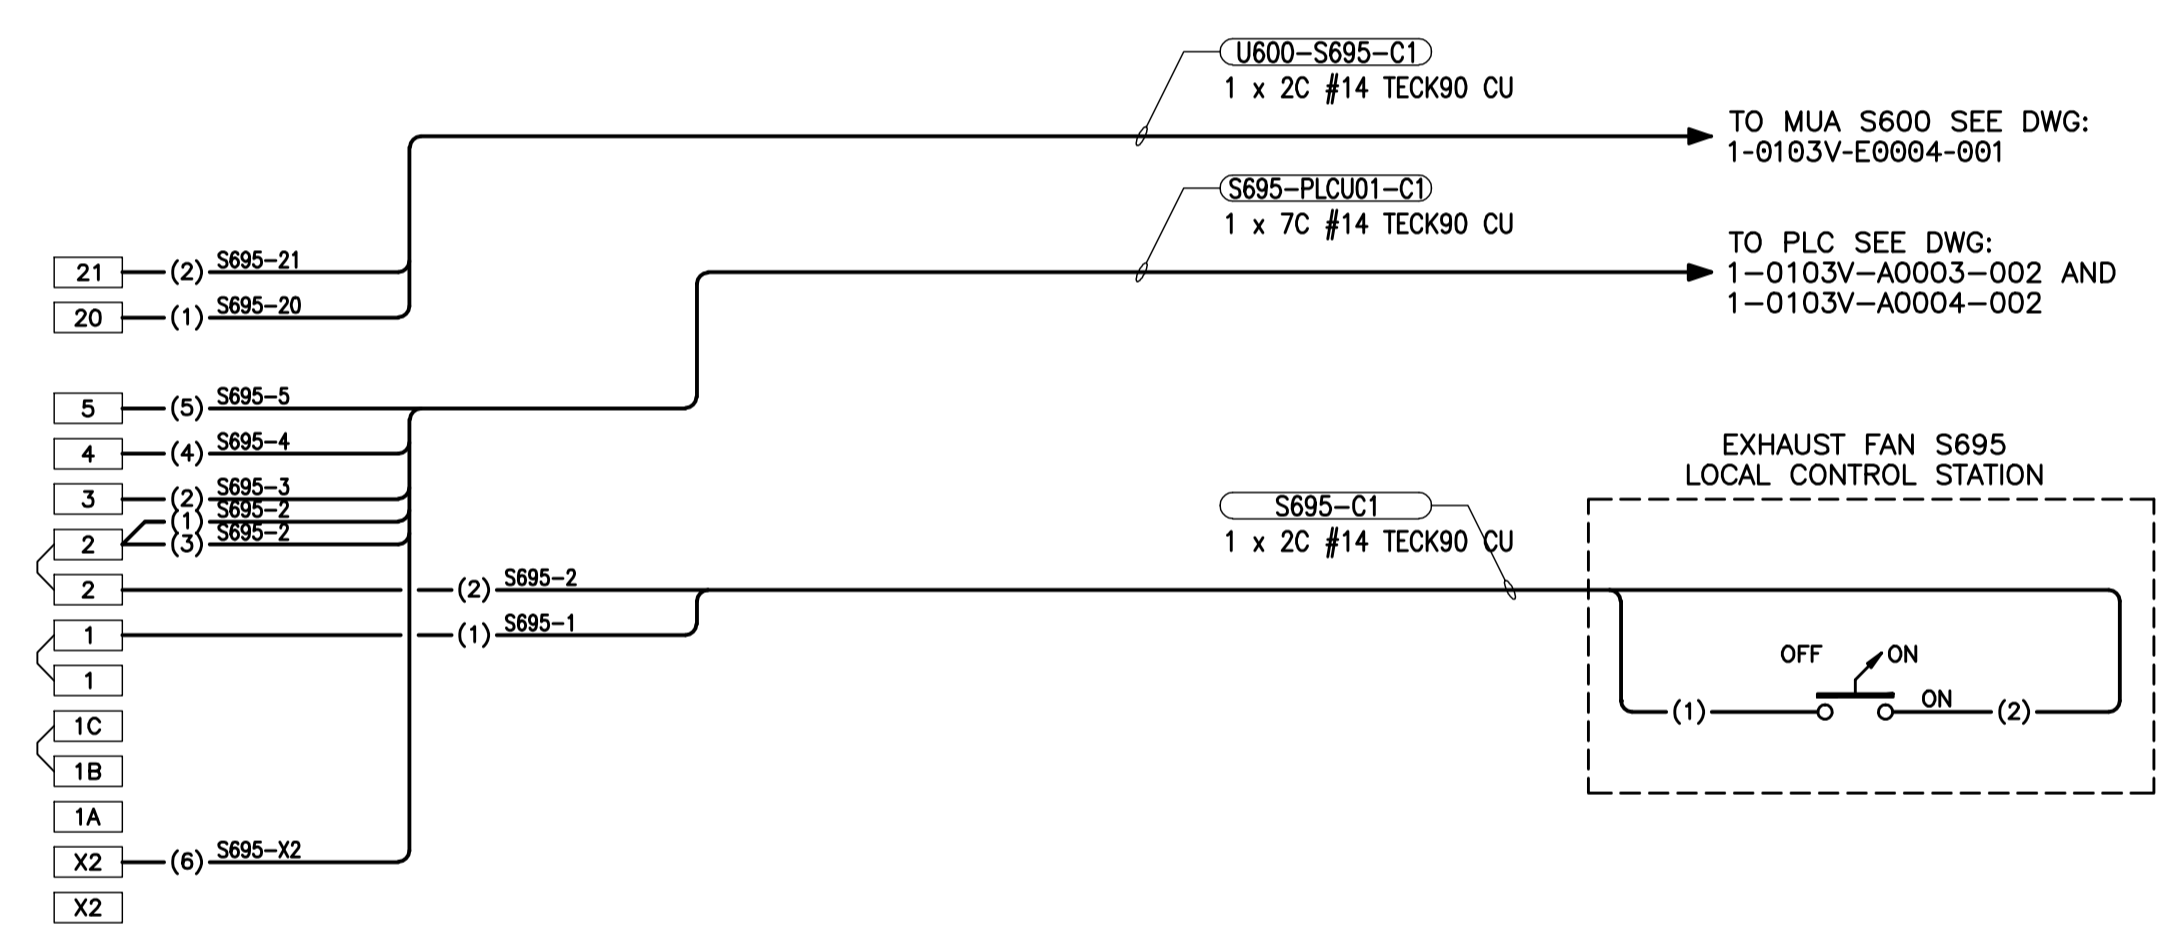 U600-S695-C1
1 x 2C #14 TECK90 CU
TO MUA S600 SEE DWG:
1-0103V-E0004-001
S695-PLCU01-C1
1 x 7C #14 TECK90 CU
TO PLC SEE DWG:
1-0103V-A0003-002 AND
1-0103V-A0004-002
21 (2) S695-21
20 (1) S695-20
5 (5) S695-5
4 (4) S695-4
3 (2) S695-3
(1) S695-2
2 (3) S695-2
2 (2) S695-2
1 (1) S695-1
1
1C
1B
1A
X2 (6) S695-X2
X2
S695-C1
1 x 2C #14 TECK90 CU
EXHAUST FAN S695
LOCAL CONTROL STATION
OFF ON
(1) ON (2)